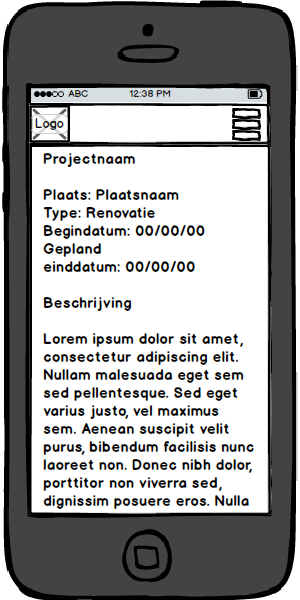 ABC 12:38 PM
Logo
Projectnaam
Plaats: Plaatsnaam
Type: Renovatie
Begindatum: 00/00/00
Gepland
einddatum: 00/00/00
Beschrijving
Lorem ipsum dolor sit amet,
consectetur adipiscing elit.
Nullam malesuada eget sem
sed pellentesque. Sed eget
varius justo, vel maximus
sem. Aenean suscipit velit
purus, bibendum facilisis nunc
laoreet non. Donec nibh dolor,
porttitor non viverra sed,
dignissim posuere eros. Nulla